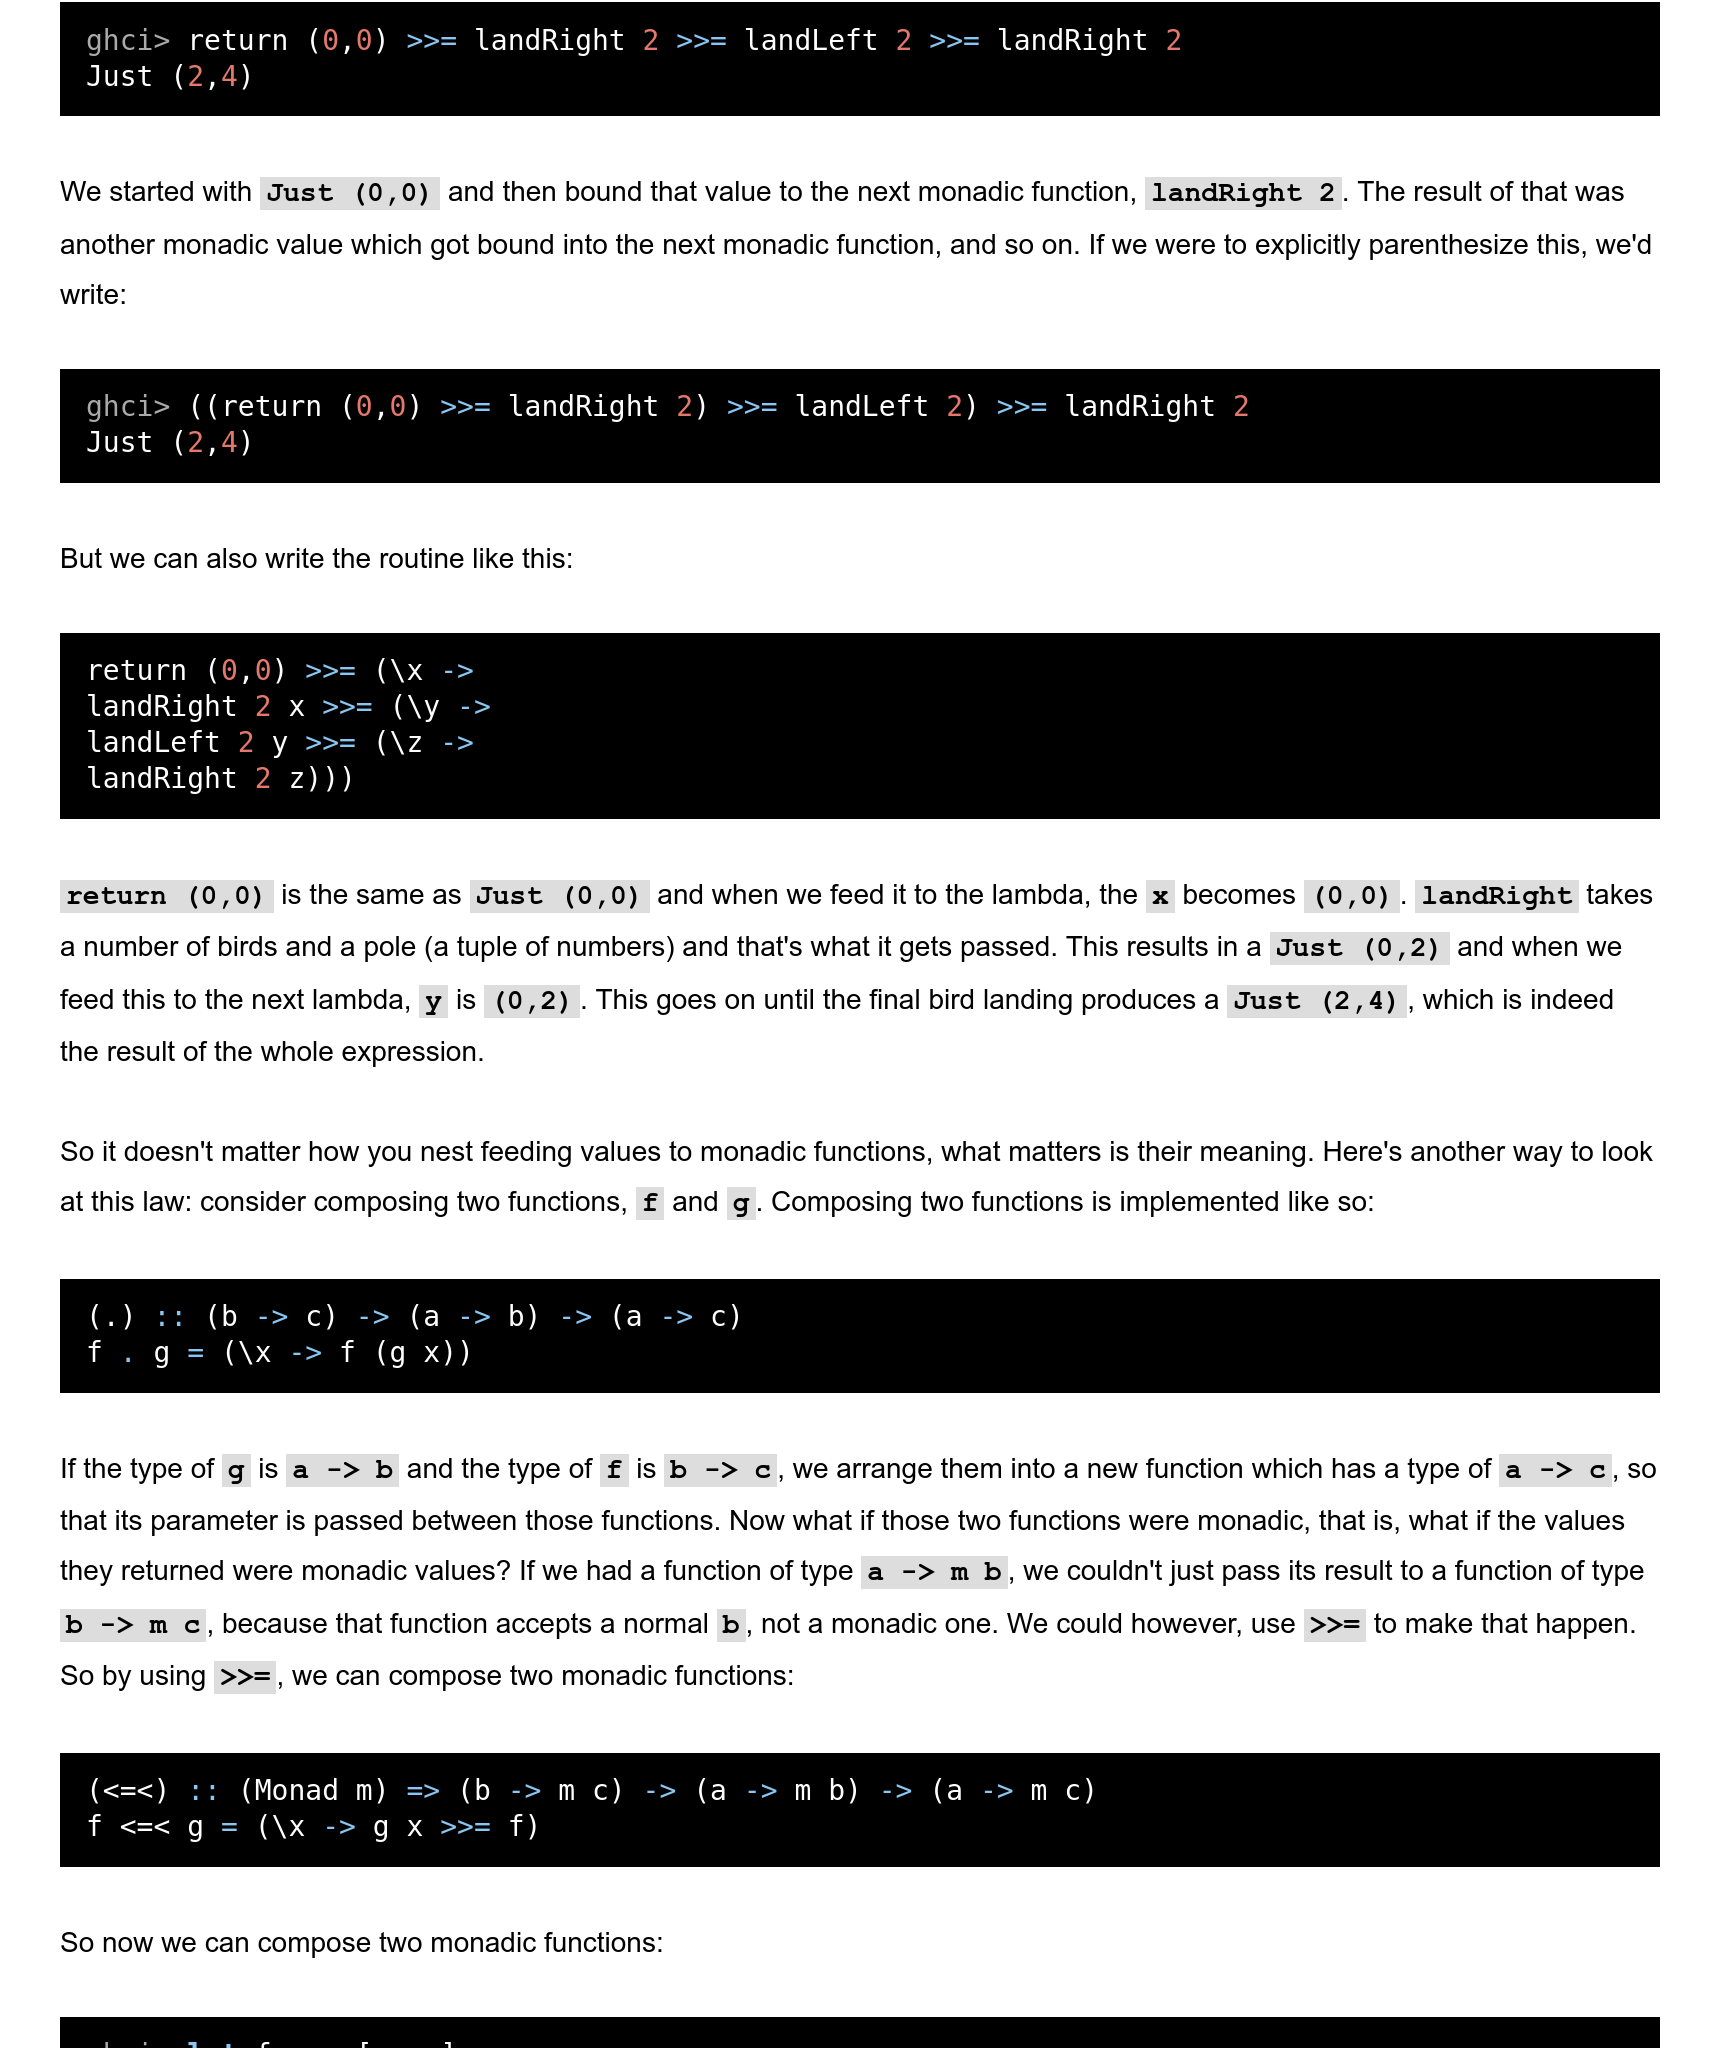 ghci> return (0,0) >>= landRight 2 >>= landLeft 2 >>= landRight 2
Just (2,4)
We started with Just (0,0) and then bound that value to the next monadic function, landRight 2. The result of that was
another monadic value which got bound into the next monadic function, and so on. If we were to explicitly parenthesize this, we'd
write:
ghci> ((return (0,0) >>= landRight 2) >>= landLeft 2) >>= landRight 2
Just (2,4)
But we can also write the routine like this:
return (0,0) >>= (\x ->
landRight 2 x >>= (\y ->
landLeft 2 y >>= (\z ->
landRight 2 z)))
return (0,0) is the same as Just (0,0) and when we feed it to the lambda, the x becomes (0,0). landRight takes
a number of birds and a pole (a tuple of numbers) and that's what it gets passed. This results in a Just (0,2) and when we
feed this to the next lambda, y is (0,2). This goes on until the final bird landing produces a Just (2,4), which is indeed
the result of the whole expression.
So it doesn't matter how you nest feeding values to monadic functions, what matters is their meaning. Here's another way to look
at this law: consider composing two functions, f and g. Composing two functions is implemented like so:
(.) :: (b -> c) -> (a -> b) -> (a -> c)
f . g = (\x -> f (g x))
If the type of g is a -> b and the type of f is b -> c, we arrange them into a new function which has a type of a -> c, so
that its parameter is passed between those functions. Now what if those two functions were monadic, that is, what if the values
they returned were monadic values? If we had a function of type a -> m b, we couldn't just pass its result to a function of type
b -> m c, because that function accepts a normal b, not a monadic one. We could however, use >>= to make that happen.
So by using >>=, we can compose two monadic functions:
(<=<) :: (Monad m) => (b -> m c) -> (a -> m b) -> (a -> m c)
f <=< g = (\x -> g x >>= f)
So now we can compose two monadic functions: